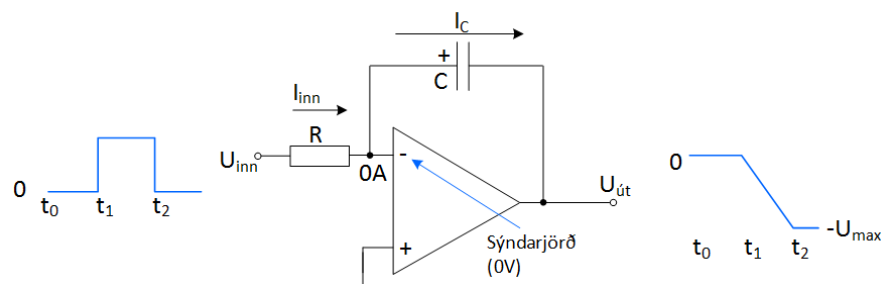 I_C
+
C
I_inn
R
U_inn
0A
-
+
U_út
Sýndarjörð
(0V)
0
t_0
t_1
t_2
0
-U_max
t_0
t_1
t_2